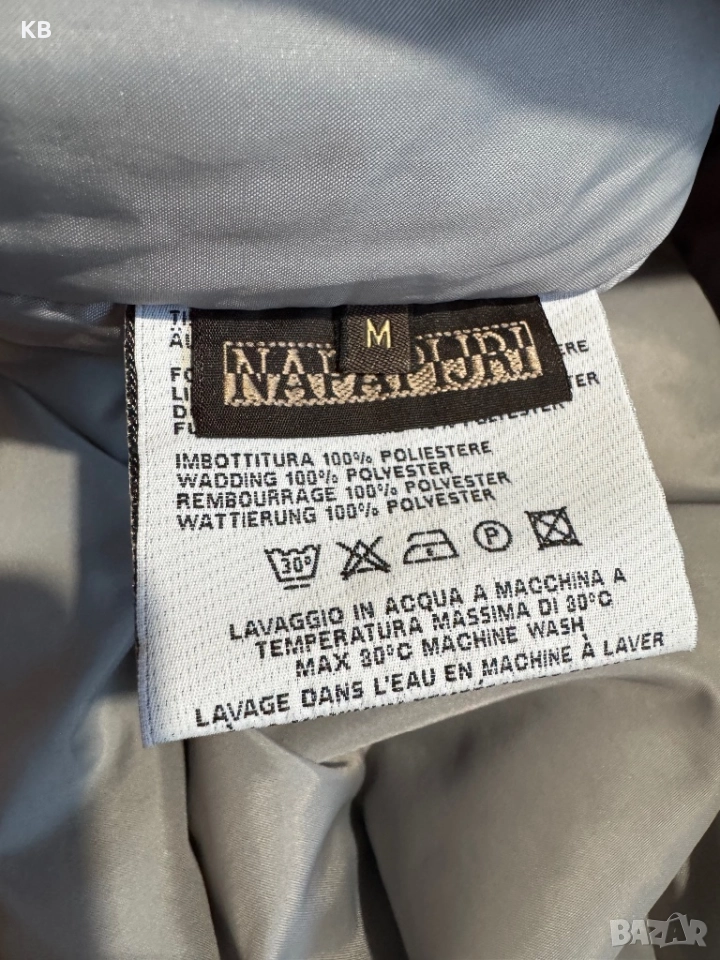 KB
M
NAPAPIJRI
IMBOTTITURA 100% POLIESTERE
WADDING 100% POLYESTER
REMBOURRAGE 100% POLYESTER
WATTIERUNG 100% POLYESTER
30°
P
LAVAGGIO IN ACQUA A MACCHINA A
TEMPERATURA MASSIMA DI 30°C
MAX 30°C MACHINE WASH
LAVAGE DANS L'EAU EN MACHINE À LAVER
BAZAR